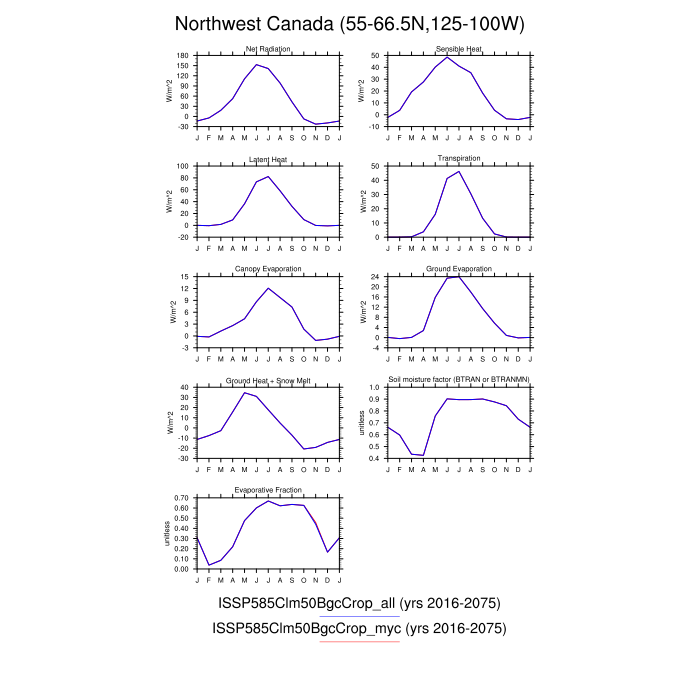 Northwest Canada (55-66.5N,125-100W)
Net Radiation
W/m^2
180
150
120
90
60
30
0
-30
J F M A M J J A S O N D J
Sensible Heat
W/m^2
50
40
30
20
10
0
-10
J F M A M J J A S O N D J
Latent Heat
W/m^2
100
80
60
40
20
0
-20
J F M A M J J A S O N D J
Transpiration
W/m^2
50
40
30
20
10
0
J F M A M J J A S O N D J
Canopy Evaporation
W/m^2
15
12
9
6
3
0
-3
J F M A M J J A S O N D J
Ground Evaporation
W/m^2
24
20
16
12
8
4
0
-4
J F M A M J J A S O N D J
Ground Heat + Snow Melt
W/m^2
40
30
20
10
0
-10
-20
-30
J F M A M J J A S O N D J
Soil moisture factor (BTRAN or BTRANMN)
unitless
1.0
0.9
0.8
0.7
0.6
0.5
0.4
J F M A M J J A S O N D J
Evaporative Fraction
unitless
0.70
0.60
0.50
0.40
0.30
0.20
0.10
0.00
J F M A M J J A S O N D J
ISSP585Clm50BgcCrop_all (yrs 2016-2075)
ISSP585Clm50BgcCrop_myc (yrs 2016-2075)